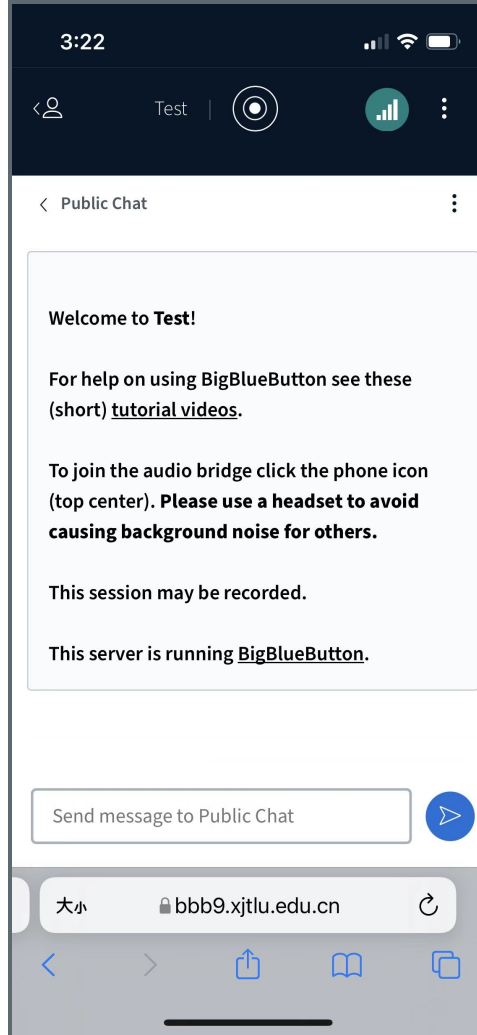 3:22
Test
Public Chat
Welcome to Test!
For help on using BigBlueButton see these
(short) tutorial videos.
To join the audio bridge click the phone icon
(top center). Please use a headset to avoid
causing background noise for others.
This session may be recorded.
This server is running BigBlueButton.
Send message to Public Chat
大小 bbb9.xjtlu.edu.cn